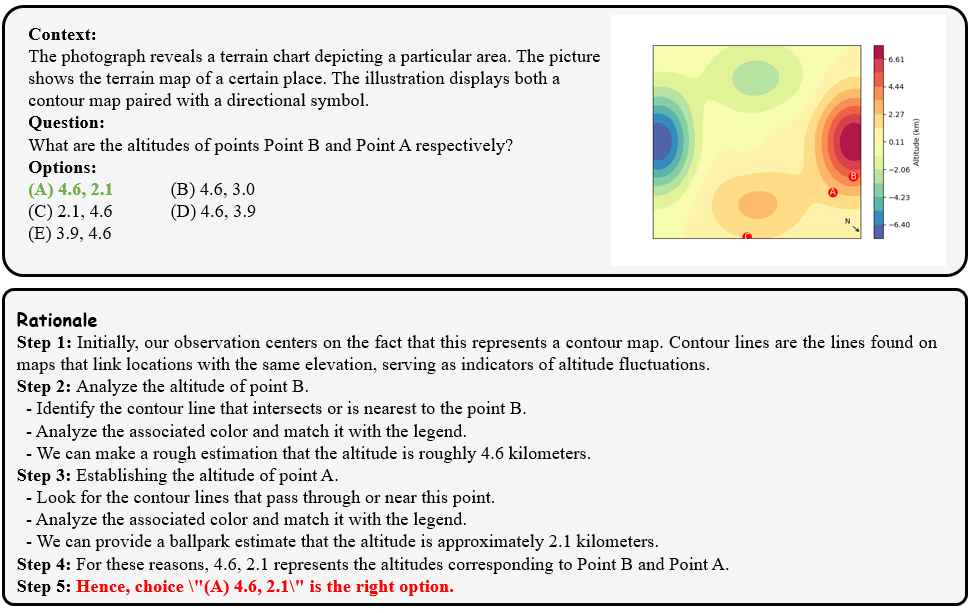 Context:
The photograph reveals a terrain chart depicting a particular area. The picture
shows the terrain map of a certain place. The illustration displays both a
contour map paired with a directional symbol.
Question:
What are the altitudes of points Point B and Point A respectively?
Options:
(A) 4.6, 2.1 (B) 4.6, 3.0
(C) 2.1, 4.6 (D) 4.6, 3.9
(E) 3.9, 4.6
B
A
C
N
6.61
4.44
2.27
0.11
−2.06
−4.23
−6.40
Altitude (km)
Rationale
Step 1: Initially, our observation centers on the fact that this represents a contour map. Contour lines are the lines found on
maps that link locations with the same elevation, serving as indicators of altitude fluctuations.
Step 2: Analyze the altitude of point B.
- Identify the contour line that intersects or is nearest to the point B.
- Analyze the associated color and match it with the legend.
- We can make a rough estimation that the altitude is roughly 4.6 kilometers.
Step 3: Establishing the altitude of point A.
- Look for the contour lines that pass through or near this point.
- Analyze the associated color and match it with the legend.
- We can provide a ballpark estimate that the altitude is approximately 2.1 kilometers.
Step 4: For these reasons, 4.6, 2.1 represents the altitudes corresponding to Point B and Point A.
Step 5: Hence, choice \"(A) 4.6, 2.1\" is the right option.